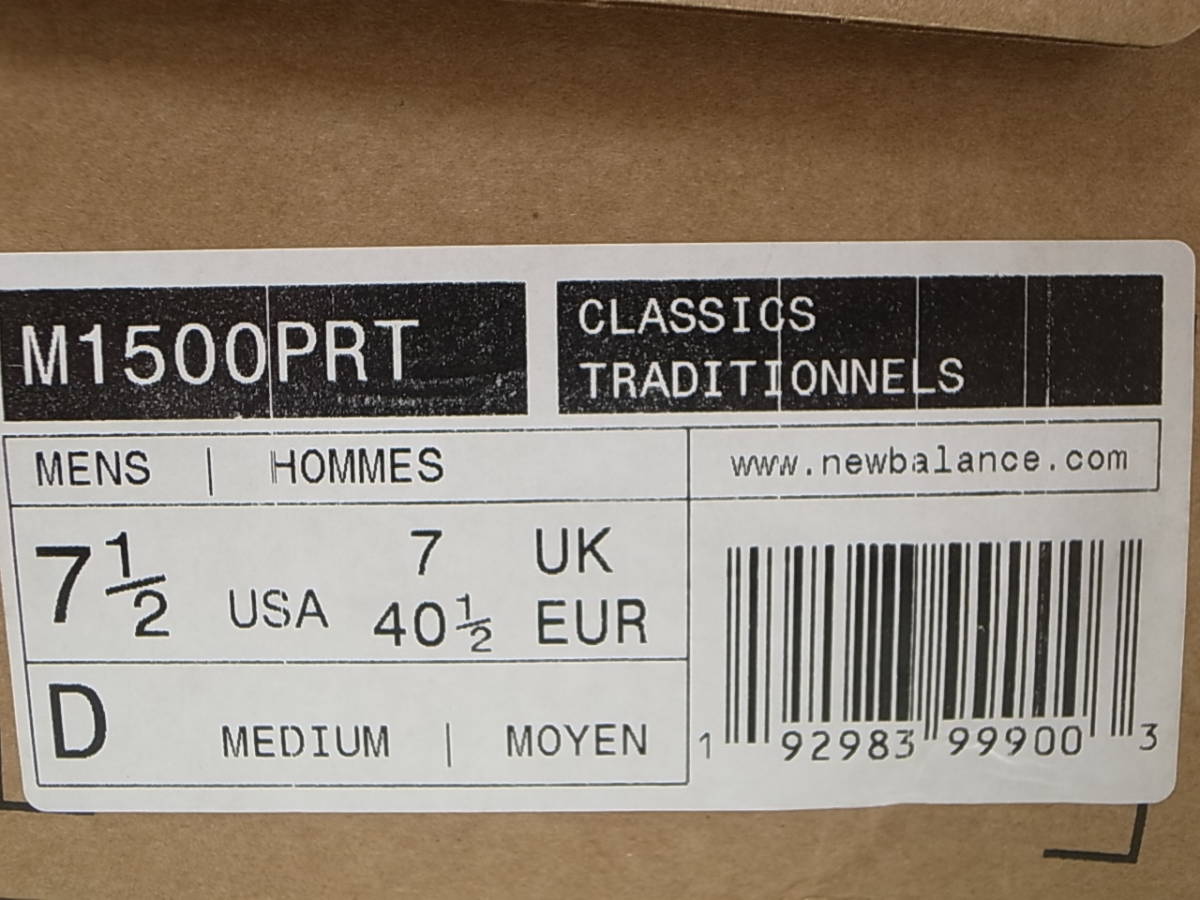 M1500PRT
CLASSICS
TRADITIONNELS
MENS | HOMMES
www.newbalance.com
7 1/2 USA
7 UK
40 1/2 EUR
D MEDIUM | MOYEN
1 92983 99900 3